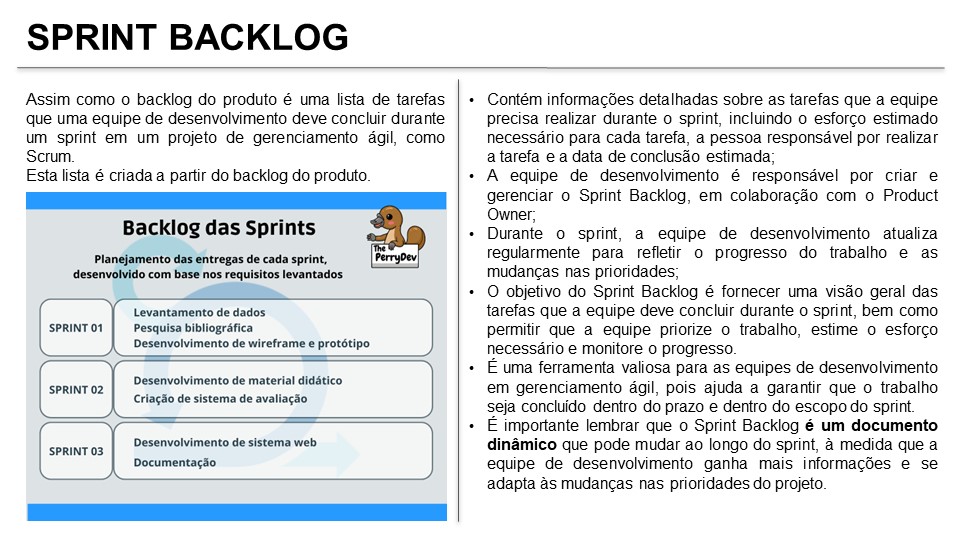 SPRINT BACKLOG
Assim como o backlog do produto é uma lista de tarefas
que uma equipe de desenvolvimento deve concluir durante
um sprint em um projeto de gerenciamento ágil, como
Scrum.
Esta lista é criada a partir do backlog do produto.
Backlog das Sprints
The
PerryDev
Planejamento das entregas de cada sprint,
desenvolvido com base nos requisitos levantados
SPRINT 01
Levantamento de dados
Pesquisa bibliográfica
Desenvolvimento de wireframe e protótipo
SPRINT 02
Desenvolvimento de material didático
Criação de sistema de avaliação
SPRINT 03
Desenvolvimento de sistema web
Documentação
• Contém informações detalhadas sobre as tarefas que a equipe
precisa realizar durante o sprint, incluindo o esforço estimado
necessário para cada tarefa, a pessoa responsável por realizar
a tarefa e a data de conclusão estimada;
• A equipe de desenvolvimento é responsável por criar e
gerenciar o Sprint Backlog, em colaboração com o Product
Owner;
• Durante o sprint, a equipe de desenvolvimento atualiza
regularmente para refletir o progresso do trabalho e as
mudanças nas prioridades;
• O objetivo do Sprint Backlog é fornecer uma visão geral das
tarefas que a equipe deve concluir durante o sprint, bem como
permitir que a equipe priorize o trabalho, estime o esforço
necessário e monitore o progresso.
• É uma ferramenta valiosa para as equipes de desenvolvimento
em gerenciamento ágil, pois ajuda a garantir que o trabalho
seja concluído dentro do prazo e dentro do escopo do sprint.
• É importante lembrar que o Sprint Backlog é um documento
dinâmico que pode mudar ao longo do sprint, à medida que a
equipe de desenvolvimento ganha mais informações e se
adapta às mudanças nas prioridades do projeto.